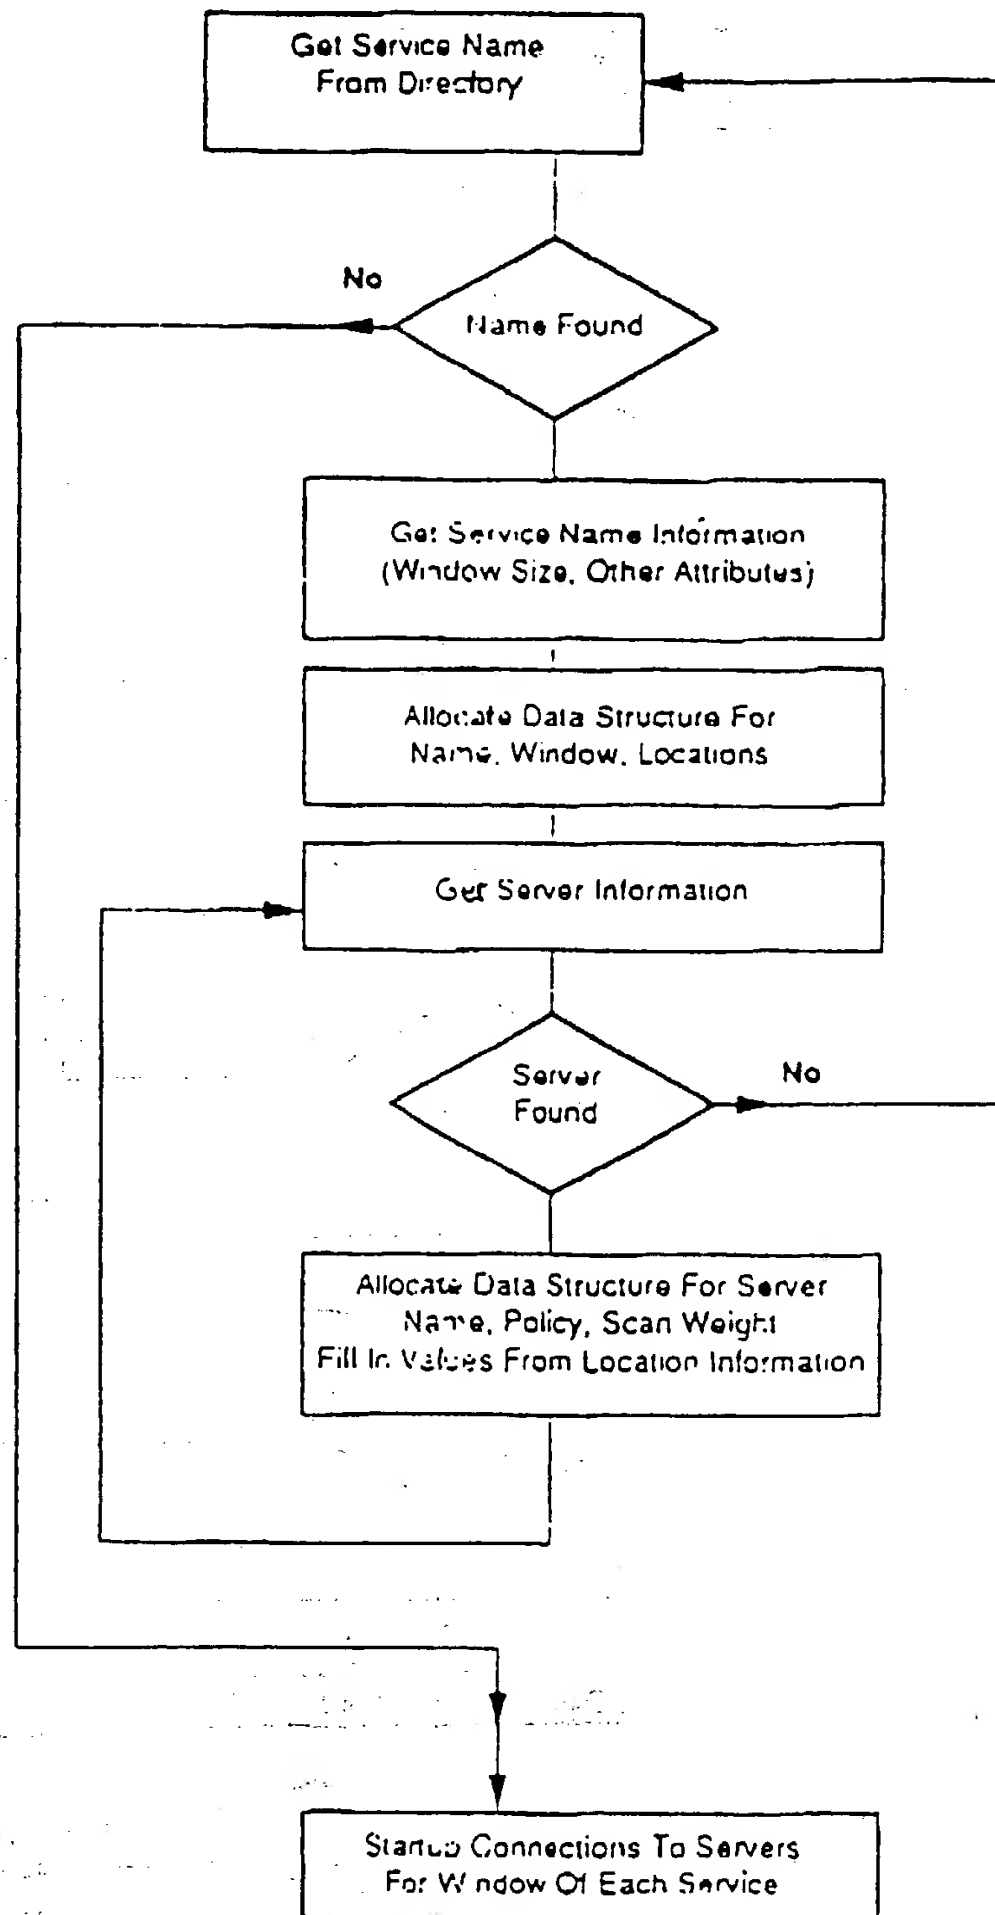 Get Service Name
From Directory
No
Name Found
Get Service Name Information
(Window Size, Other Attributes)
Allocate Data Structure For
Name, Window, Locations
Get Server Information
Server
Found
No
Allocate Data Structure For Server
Name, Policy, Scan Weight
Fill In Values From Location Information
Startup Connections To Servers
For Window Of Each Service